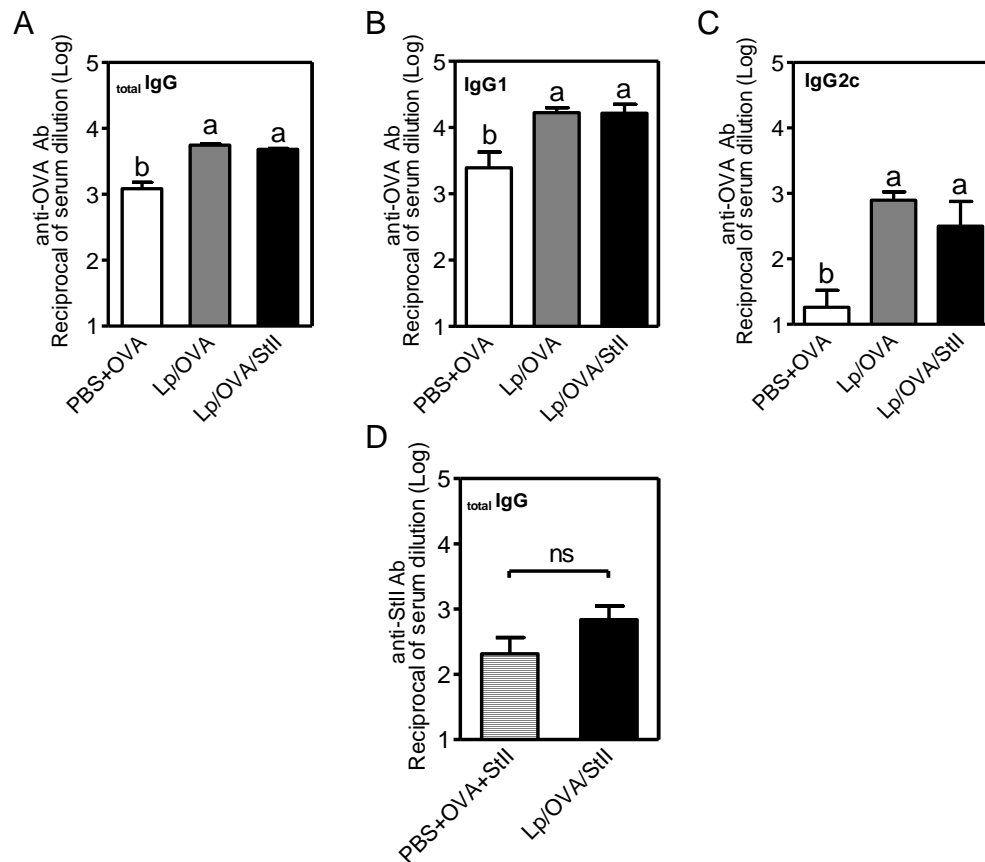 A
anti-OVA Ab
Reciprocal of serum dilution (Log)
total IgG
5
4
3
2
1
b
a
a
PBS+OVA
Lp/OVA
Lp/OVA/StII
B
anti-OVA Ab
Reciprocal of serum dilution (Log)
IgG1
5
4
3
2
1
b
a
a
PBS+OVA
Lp/OVA
Lp/OVA/StII
C
anti-OVA Ab
Reciprocal of serum dilution (Log)
IgG2c
5
4
3
2
1
b
a
a
PBS+OVA
Lp/OVA
Lp/OVA/StII
D
anti-StII Ab
Reciprocal of serum dilution (Log)
total IgG
5
4
3
2
1
ns
PBS+OVA+StII
Lp/OVA/StII